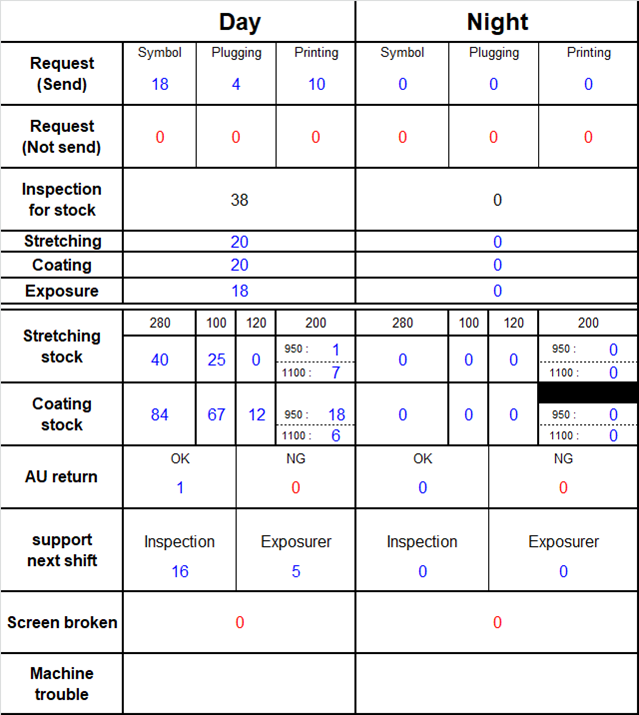 Day Night
Request (Send) Symbol Plugging Printing Symbol Plugging Printing
18 4 10 0 0 0
Request (Not send) 0 0 0 0 0 0
Inspection for stock 38 0
Stretching 20 0
Coating 20 0
Exposure 18 0
Stretching stock 280 100 120 200 280 100 120 200
40 25 0 950 : 1 0 0 0 950 : 0
1100 : 7 1100 : 0
Coating stock 84 67 12 950 : 18 0 0 0 950 : 0
1100 : 6 1100 : 0
AU return OK NG OK NG
1 0 0 0
support next shift Inspection Exposurer Inspection Exposurer
16 5 0 0
Screen broken 0 0
Machine trouble